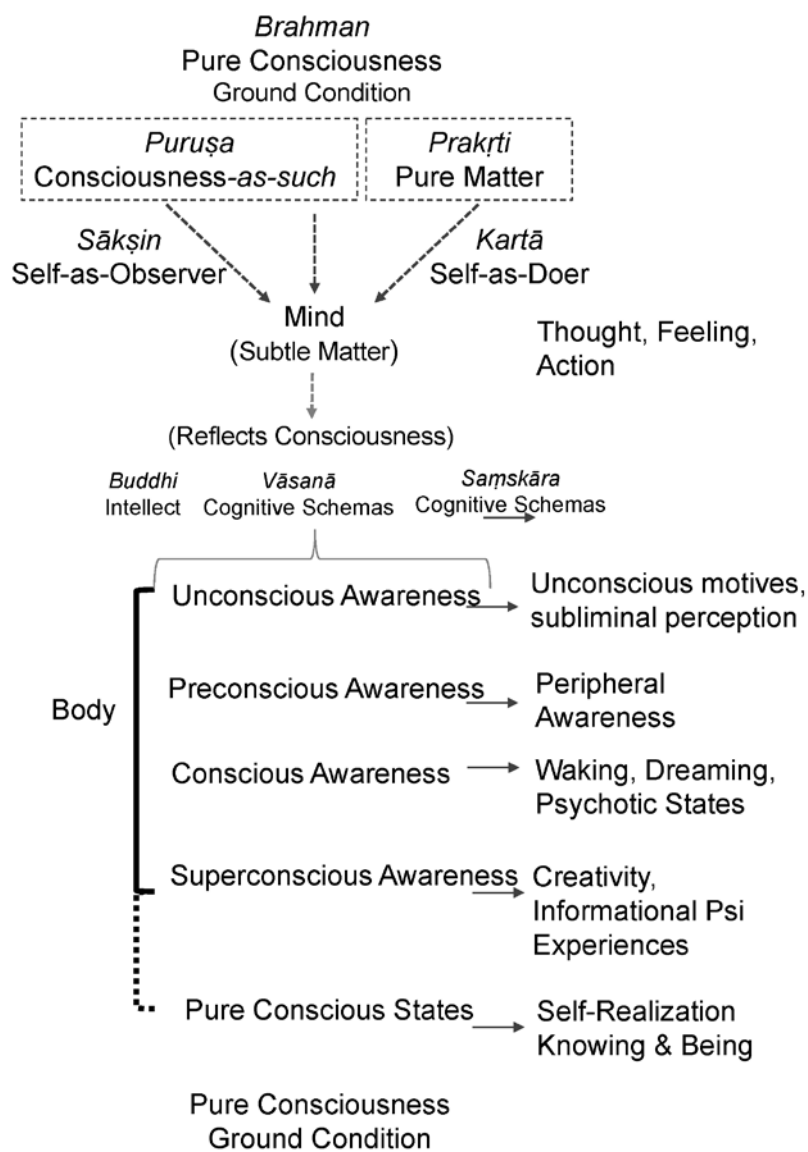 Brahman
Pure Consciousness
Ground Condition
Puruṣa
Consciousness-as-such
Prakṛti
Pure Matter
Sākṣin
Self-as-Observer
Kartā
Self-as-Doer
Mind
(Subtle Matter)
Thought, Feeling,
Action
(Reflects Consciousness)
Buddhi
Intellect
Vāsanā
Cognitive Schemas
Saṃskāra
Cognitive Schemas
Body
Unconscious Awareness
Unconscious motives,
subliminal perception
Preconscious Awareness
Peripheral
Awareness
Conscious Awareness
Waking, Dreaming,
Psychotic States
Superconscious Awareness
Creativity,
Informational Psi
Experiences
Pure Conscious States
Self-Realization
Knowing & Being
Pure Consciousness
Ground Condition